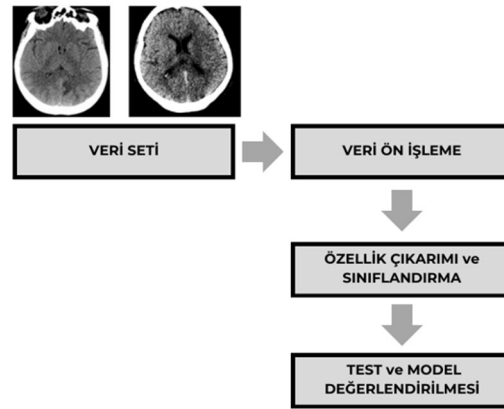 VERİ SETİ
VERİ ÖN İŞLEME
ÖZELLİK ÇIKARIMI ve
SINIFLANDIRMA
TEST ve MODEL
DEĞERLENDİRİLMESİ